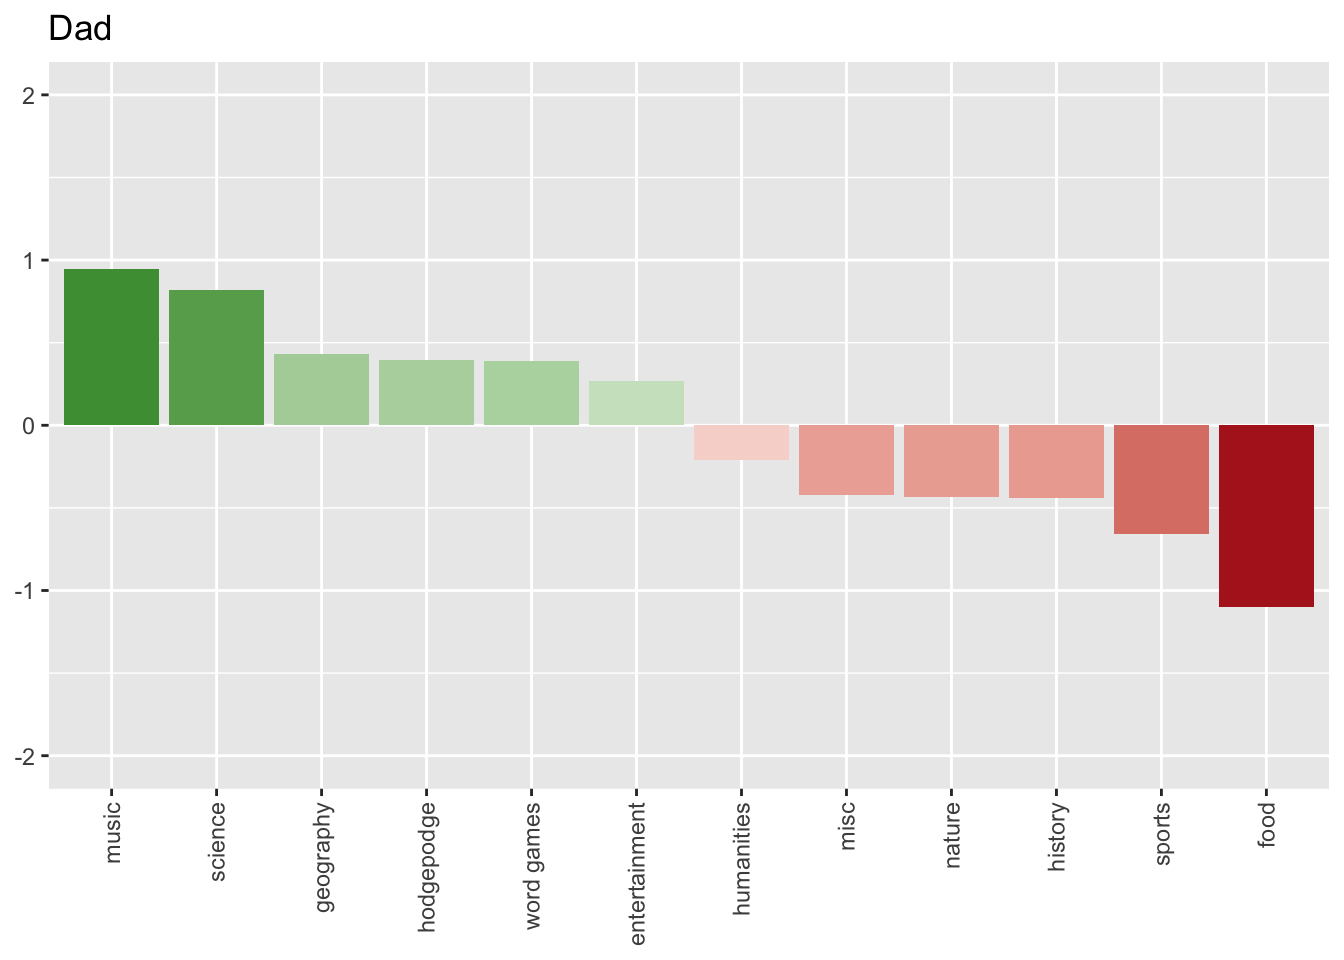 Dad
2
1
0
-1
-2
music
science
geography
hodgepodge
word games
entertainment
humanities
misc
nature
history
sports
food